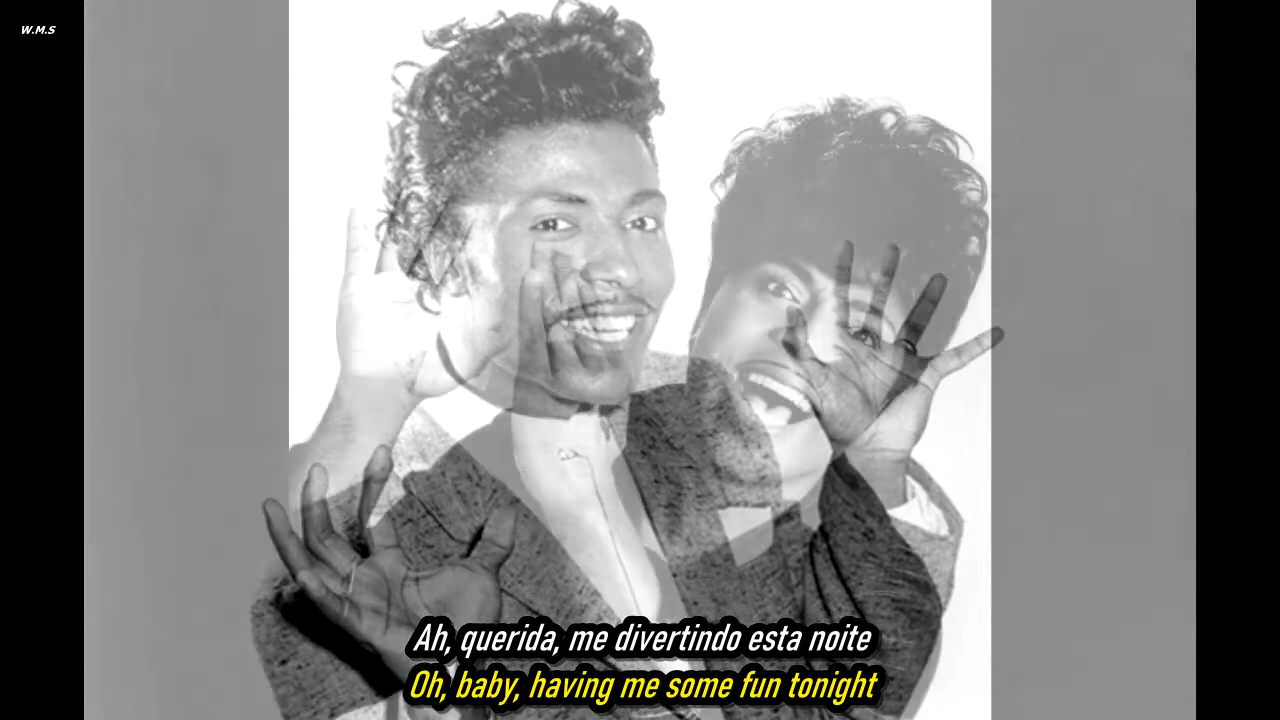 W.M.S
Ah, querida, me divertindo esta noite
Oh, baby, having me some fun tonight